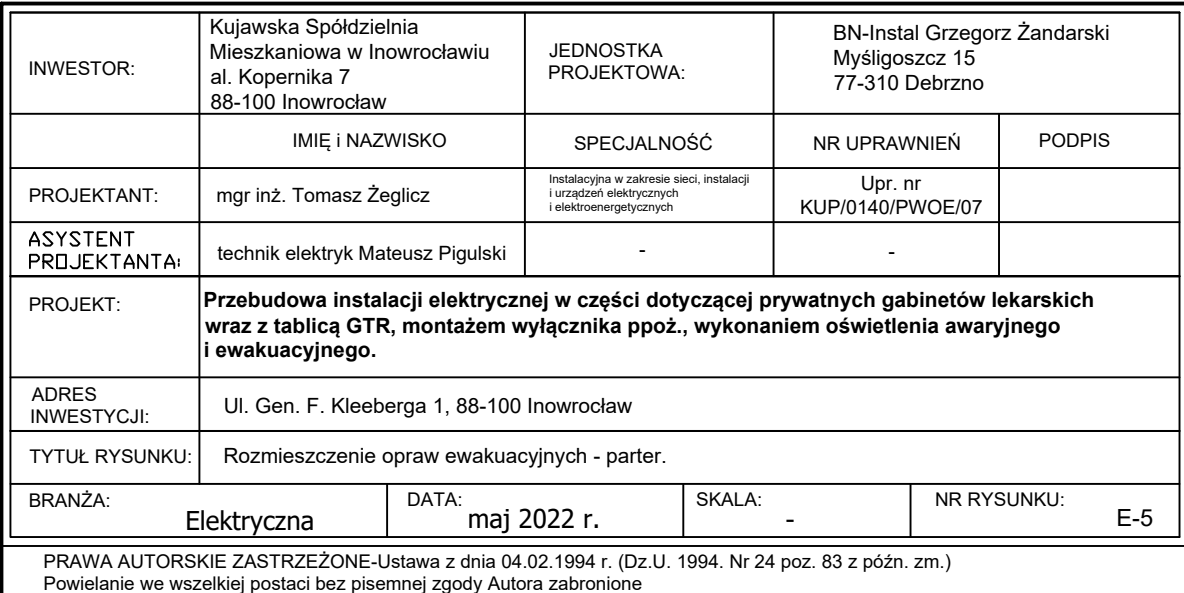 INWESTOR:
Kujawska Spółdzielnia
Mieszkaniowa w Inowrocławiu
al. Kopernika 7
88-100 Inowrocław
JEDNOSTKA
PROJEKTOWA:
BN-Instal Grzegorz Żandarski
Myśligoszcz 15
77-310 Debrzno
IMIĘ i NAZWISKO
SPECJALNOŚĆ
NR UPRAWNIEŃ
PODPIS
PROJEKTANT:
mgr inż. Tomasz Żeglicz
Instalacyjna w zakresie sieci, instalacji
i urządzeń elektrycznych
i elektroenergetycznych
Upr. nr
KUP/0140/PWOE/07
ASYSTENT
PROJEKTANTA:
technik elektryk Mateusz Pigulski
-
-
PROJEKT:
Przebudowa instalacji elektrycznej w części dotyczącej prywatnych gabinetów lekarskich
wraz z tablicą GTR, montażem wyłącznika ppoż., wykonaniem oświetlenia awaryjnego
i ewakuacyjnego.
ADRES
INWESTYCJI:
Ul. Gen. F. Kleeberga 1, 88-100 Inowrocław
TYTUŁ RYSUNKU:
Rozmieszczenie opraw ewakuacyjnych - parter.
BRANŻA:
Elektryczna
DATA:
maj 2022 r.
SKALA:
-
NR RYSUNKU:
E-5
PRAWA AUTORSKIE ZASTRZEŻONE-Ustawa z dnia 04.02.1994 r. (Dz.U. 1994. Nr 24 poz. 83 z późn. zm.)
Powielanie we wszelkiej postaci bez pisemnej zgody Autora zabronione